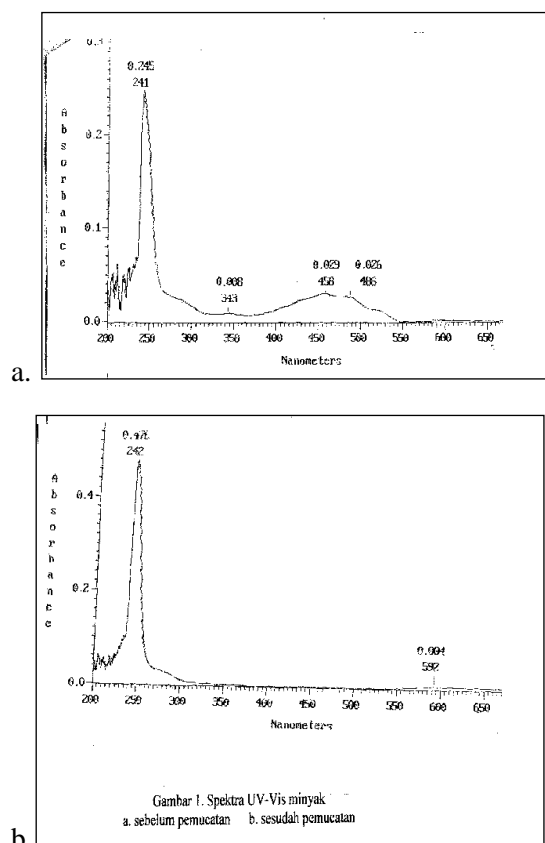 0.3
0.245
241
Absorbance
0.2
0.1
0.029 0.026
0.008
458 486
343
0.0
200 250 300 350 400 450 500 550 600 650
Nanometers
a.
242
Absorbance
0.4
0.2
0.004
592
0.0
200 250 300 350 400 450 500 550 600 650
Nanometers
Gambar 1. Spektra UV-Vis minyak
a. sebelum pemucatan b. sesudah pemucatan
b.